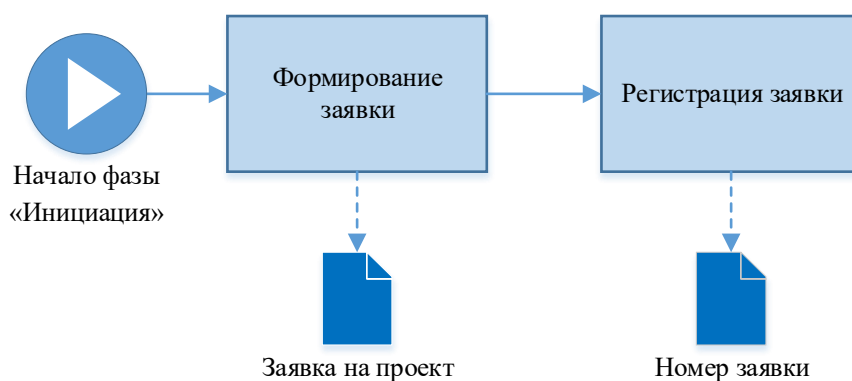 Формирование
заявки
Регистрация заявки
Начало фазы
«Инициация»
Заявка на проект
Номер заявки